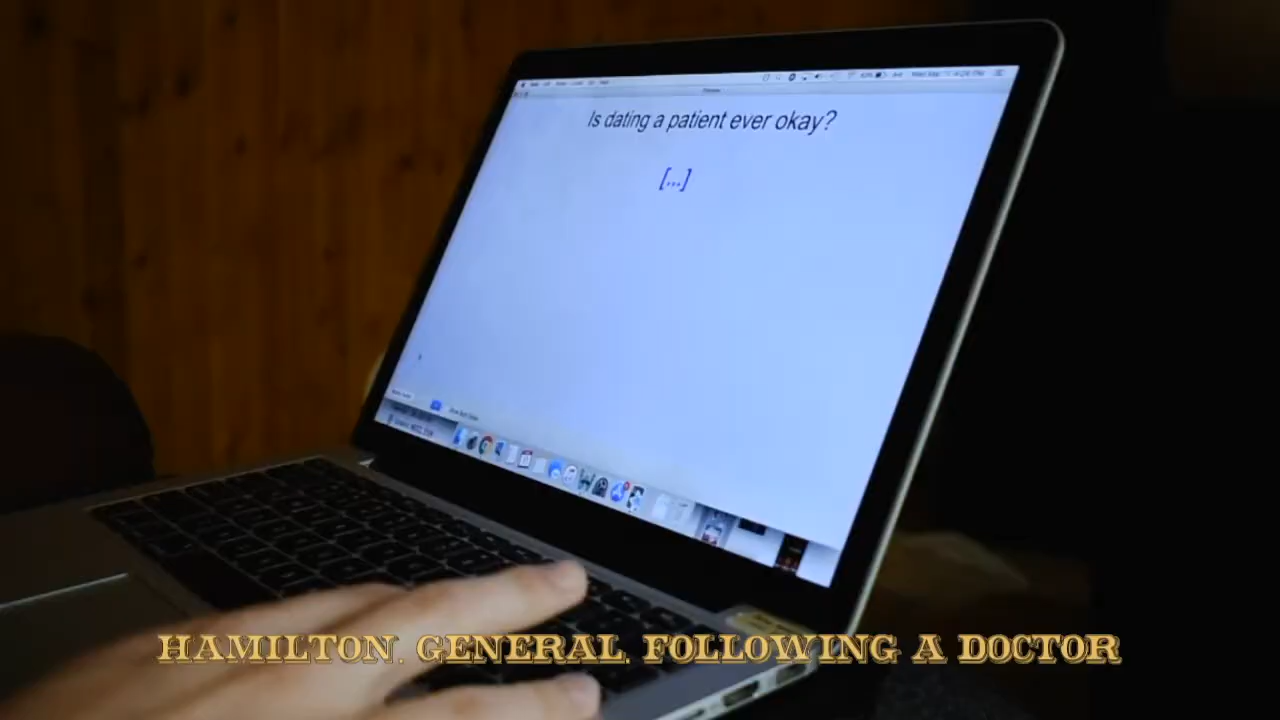 Is dating a patient ever okay?
[...]
HAMILTON. GENERAL. FOLLOWING A DOCTOR